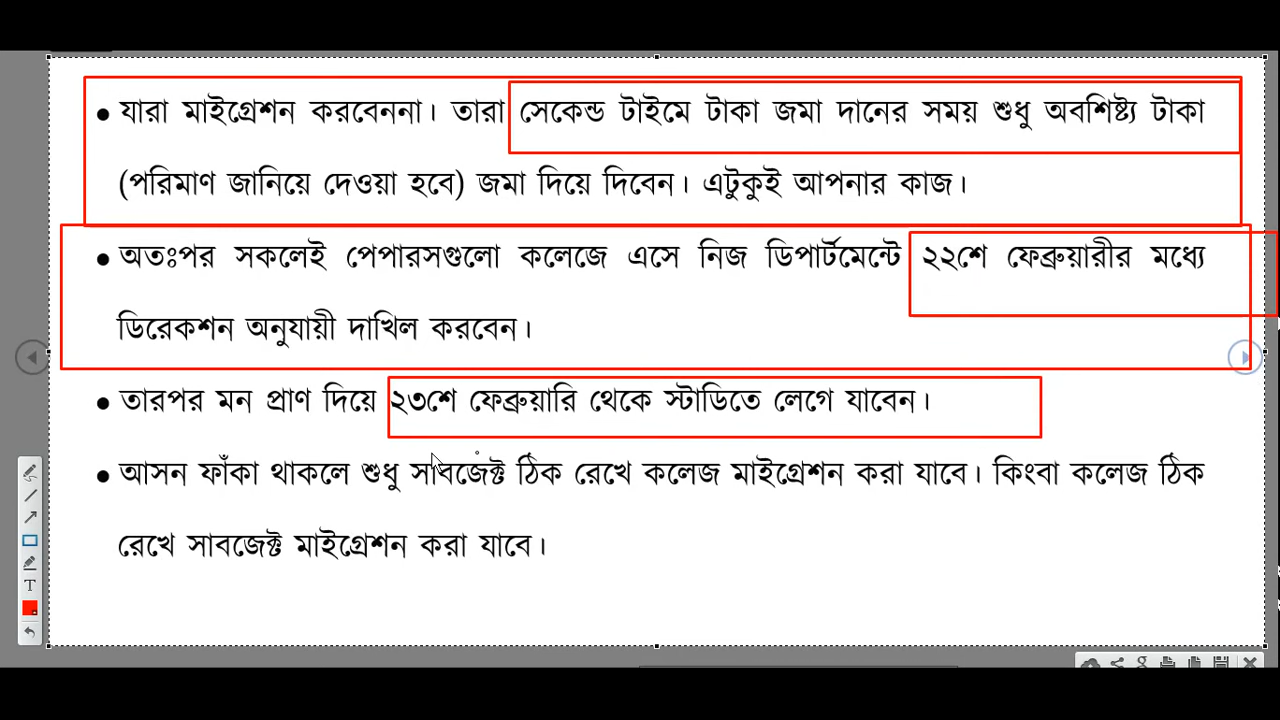 • যারা মাইগ্রেশন করবেননা। তারা সেকেন্ড টাইমে টাকা জমা দানের সময় শুধু অবশিষ্ট্য টাকা
(পরিমাণ জানিয়ে দেওয়া হবে) জমা দিয়ে দিবেন। এটুকুই আপনার কাজ।
• অতঃপর সকলেই পেপারসগুলো কলেজে এসে নিজ ডিপার্টমেন্টে ২২শে ফেব্রুয়ারীর মধ্যে
ডিরেকশন অনুযায়ী দাখিল করবেন।
• তারপর মন প্রাণ দিয়ে ২৩শে ফেব্রুয়ারি থেকে স্টাডিতে লেগে যাবেন।
• আসন ফাঁকা থাকলে শুধু সাবজেক্ট ঠিক রেখে কলেজ মাইগ্রেশন করা যাবে। কিংবা কলেজ ঠিক
রেখে সাবজেক্ট মাইগ্রেশন করা যাবে।
T